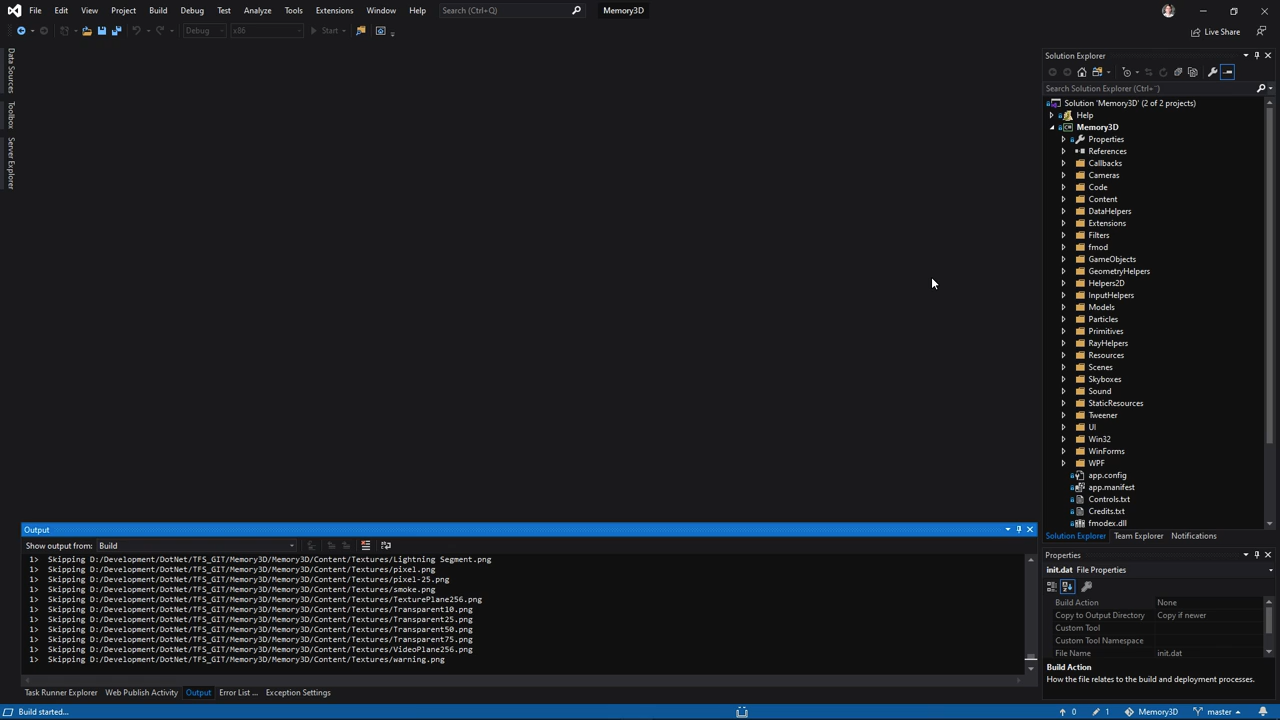 File Edit View Project Build Debug Test Analyze Tools Extensions Window Help Search (Ctrl+Q) Memory3D
Debug x86 Start Live Share
Data Sources
Toolbox
Server Explorer
Solution Explorer
Search Solution Explorer (Ctrl+¨)
Solution 'Memory3D' (2 of 2 projects)
Help
Memory3D
Properties
References
Callbacks
Cameras
Code
Content
DataHelpers
Extensions
Filters
fmod
GameObjects
GeometryHelpers
Helpers2D
InputHelpers
Models
Particles
Primitives
RayHelpers
Resources
Scenes
Skyboxes
Sound
StaticResources
Tweener
UI
Win32
WinForms
WPF
app.config
app.manifest
Controls.txt
Credits.txt
fmodex.dll
Solution Explorer Team Explorer Notifications
Properties
init.dat File Properties
Build Action None
Copy to Output Directory Copy if newer
Custom Tool
Custom Tool Namespace
File Name init.dat
Build Action
How the file relates to the build and deployment processes.
Output
Show output from: Build
1> Skipping D:/Development/DotNet/TFS_GIT/Memory3D/Memory3D/Content/Textures/Lightning Segment.png
1> Skipping D:/Development/DotNet/TFS_GIT/Memory3D/Memory3D/Content/Textures/pixel.png
1> Skipping D:/Development/DotNet/TFS_GIT/Memory3D/Memory3D/Content/Textures/pixel-25.png
1> Skipping D:/Development/DotNet/TFS_GIT/Memory3D/Memory3D/Content/Textures/smoke.png
1> Skipping D:/Development/DotNet/TFS_GIT/Memory3D/Memory3D/Content/Textures/TexturePlane256.png
1> Skipping D:/Development/DotNet/TFS_GIT/Memory3D/Memory3D/Content/Textures/Transparent10.png
1> Skipping D:/Development/DotNet/TFS_GIT/Memory3D/Memory3D/Content/Textures/Transparent25.png
1> Skipping D:/Development/DotNet/TFS_GIT/Memory3D/Memory3D/Content/Textures/Transparent50.png
1> Skipping D:/Development/DotNet/TFS_GIT/Memory3D/Memory3D/Content/Textures/Transparent75.png
1> Skipping D:/Development/DotNet/TFS_GIT/Memory3D/Memory3D/Content/Textures/VideoPlane256.png
1> Skipping D:/Development/DotNet/TFS_GIT/Memory3D/Memory3D/Content/Textures/warning.png
Task Runner Explorer Web Publish Activity Output Error List ... Exception Settings
Build started... 0 1 Memory3D master